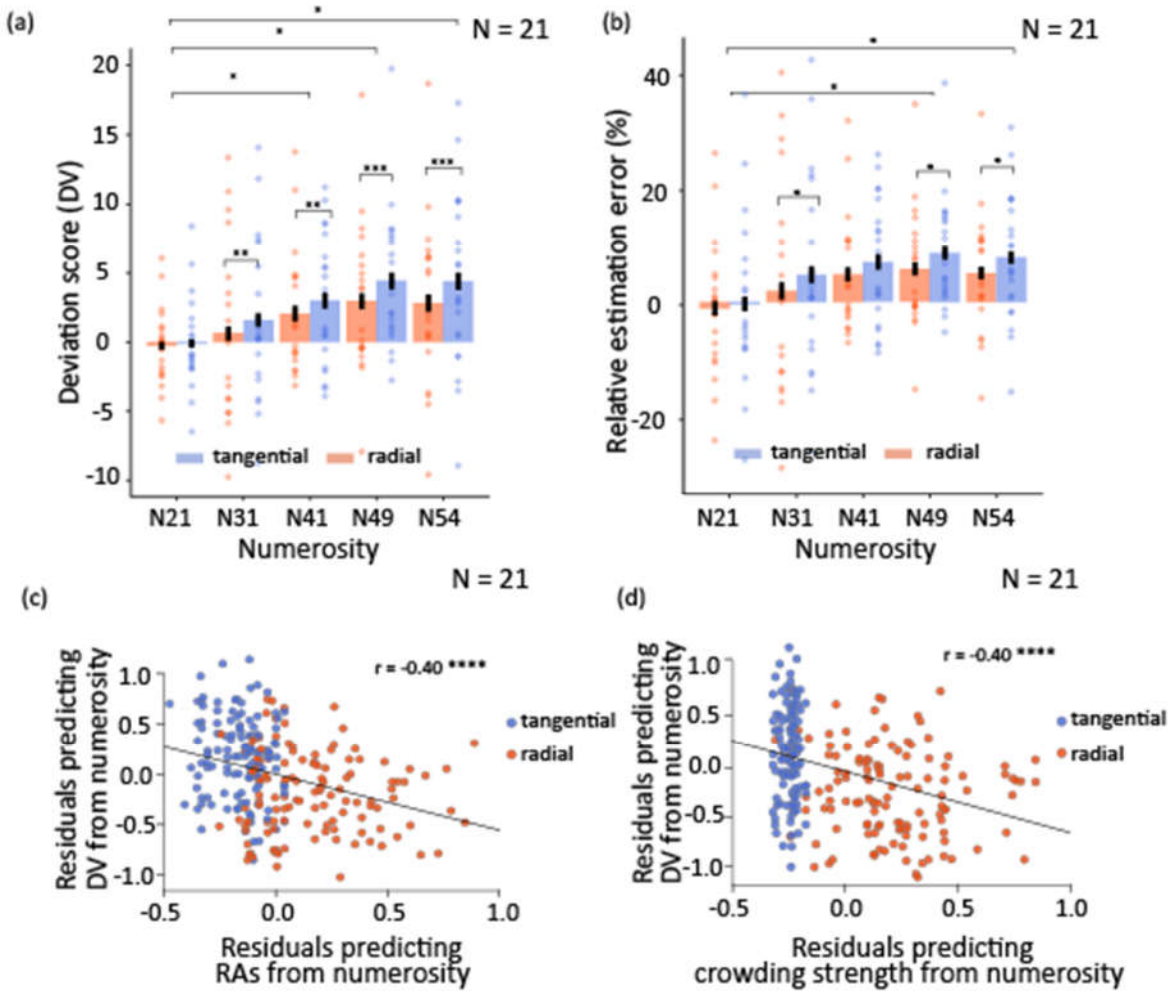 (a)
N = 21
*
*
*
**
**
***
***
Deviation score (DV)
20
15
10
5
0
-5
-10
tangential
radial
N21 N31 N41 N49 N54
Numerosity
(b)
N = 21
*
*
*
*
*
Relative estimation error (%)
40
20
0
-20
tangential
radial
N21 N31 N41 N49 N54
Numerosity
(c)
N = 21
r = -0.40 ****
Residuals predicting
DV from numerosity
1.0
0.5
0.0
-0.5
-1.0
tangential
radial
-0.5 0.0 0.5 1.0
Residuals predicting
RAs from numerosity
(d)
N = 21
r = -0.40 ****
Residuals predicting
DV from numerosity
1.0
0.5
0.0
-0.5
-1.0
tangential
radial
-0.5 0.0 0.5 1.0
Residuals predicting
crowding strength from numerosity